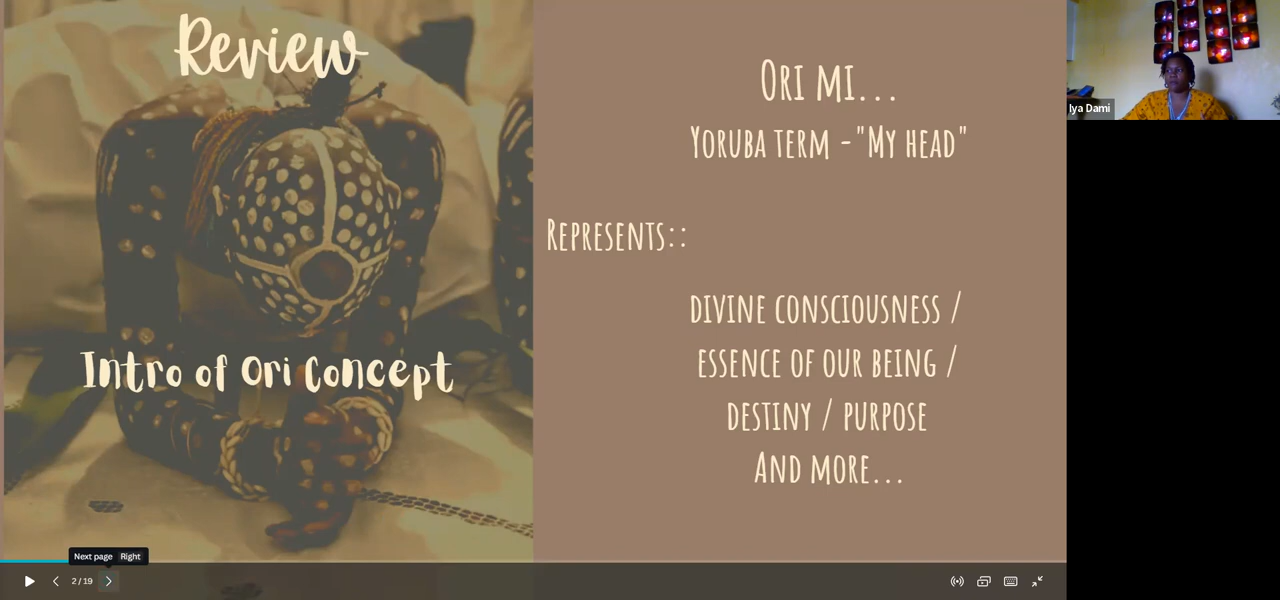 Review
Intro of Ori Concept
Ori mi...
Yoruba term -"My head"
Represents::
divine consciousness /
essence of our being /
destiny / purpose
And more...
Iya Dami
Next page Right
2 / 19